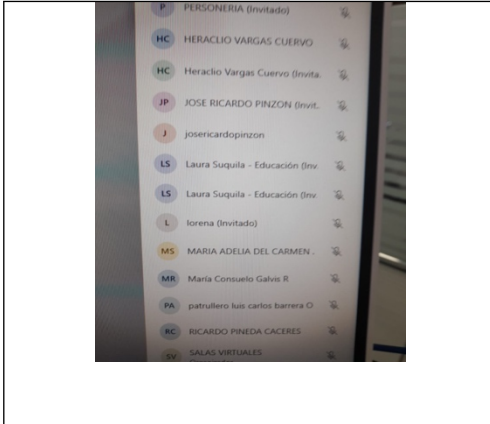 P PERSONERIA (Invitado)
HC HERACLIO VARGAS CUERVO
HC Heraclio Vargas Cuervo (Invita.
JP JOSE RICARDO PINZON (Invit.
J josericardopinzon
LS Laura Suquila - Educación (Inv
LS Laura Suquila - Educación (Inv
L lorena (Invitado)
MS MARIA ADELIA DEL CARMEN .
MR María Consuelo Galvis R
PA patrullero luis carlos barrera O
RC RICARDO PINEDA CACERES
SV SALAS VIRTUALES